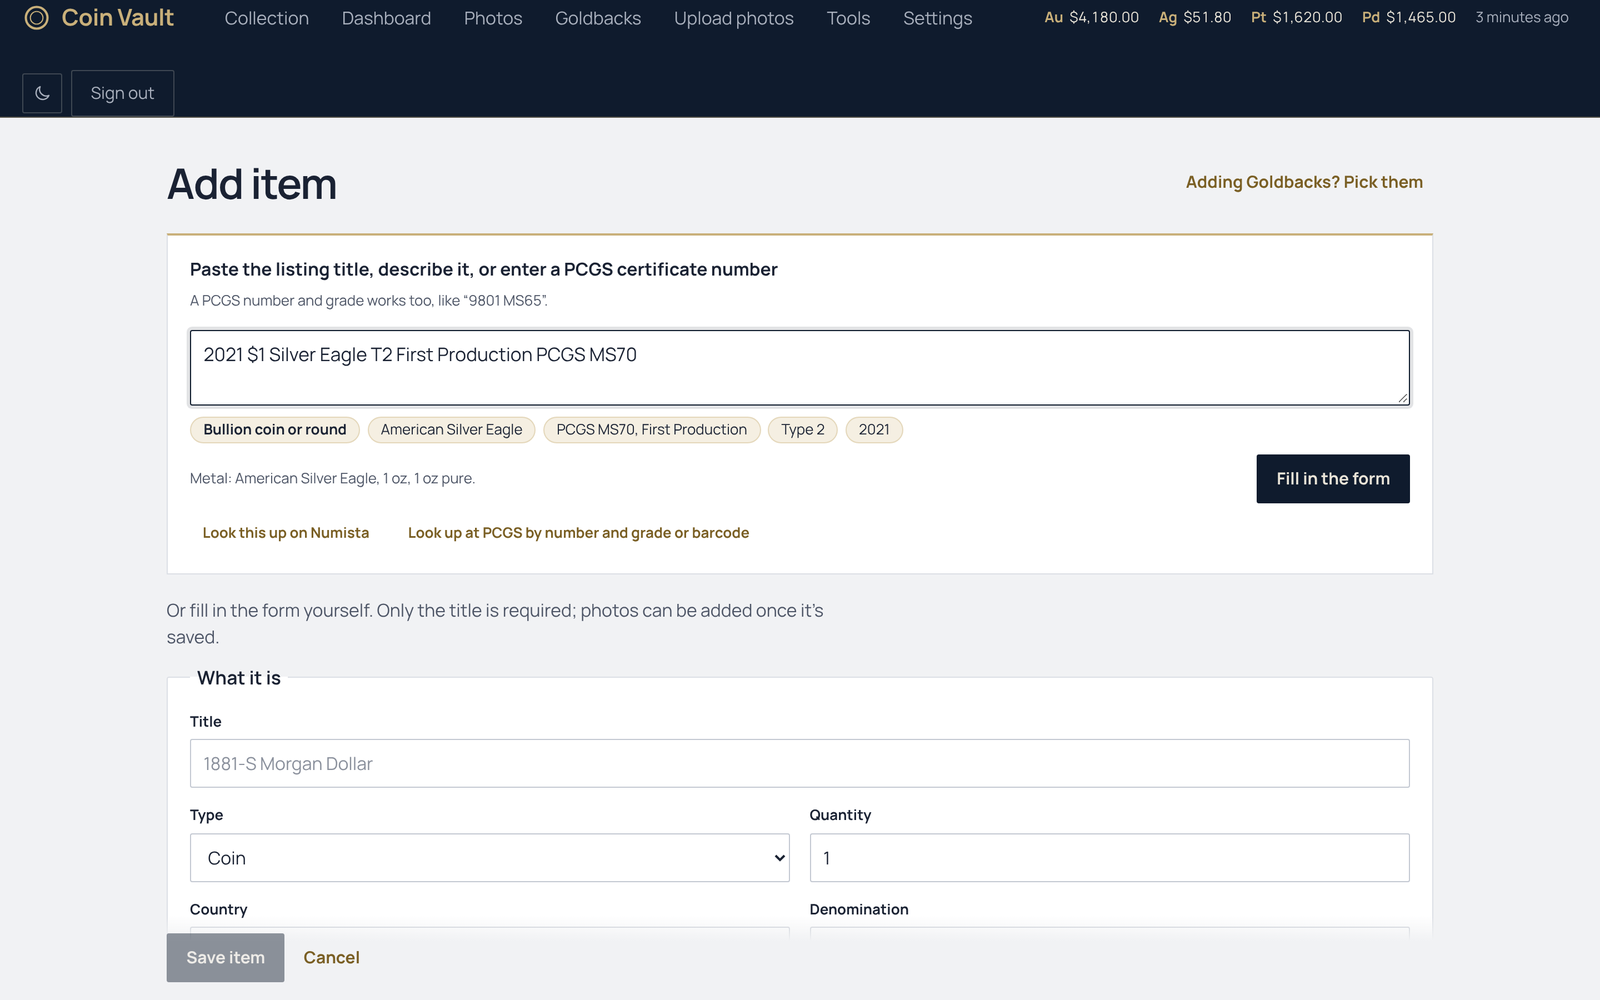 Coin Vault
Collection Dashboard Photos Goldbacks Upload photos Tools Settings
Au $4,180.00 Ag $51.80 Pt $1,620.00 Pd $1,465.00 3 minutes ago
Sign out
Add item
Adding Goldbacks? Pick them
Paste the listing title, describe it, or enter a PCGS certificate number
A PCGS number and grade works too, like “9801 MS65”.
2021 $1 Silver Eagle T2 First Production PCGS MS70
Bullion coin or round American Silver Eagle PCGS MS70, First Production Type 2 2021
Metal: American Silver Eagle, 1 oz, 1 oz pure.
Fill in the form
Look this up on Numista Look up at PCGS by number and grade or barcode
Or fill in the form yourself. Only the title is required; photos can be added once it’s
saved.
What it is
Title
1881-S Morgan Dollar
Type Quantity
Coin 1
Country Denomination
Save item Cancel